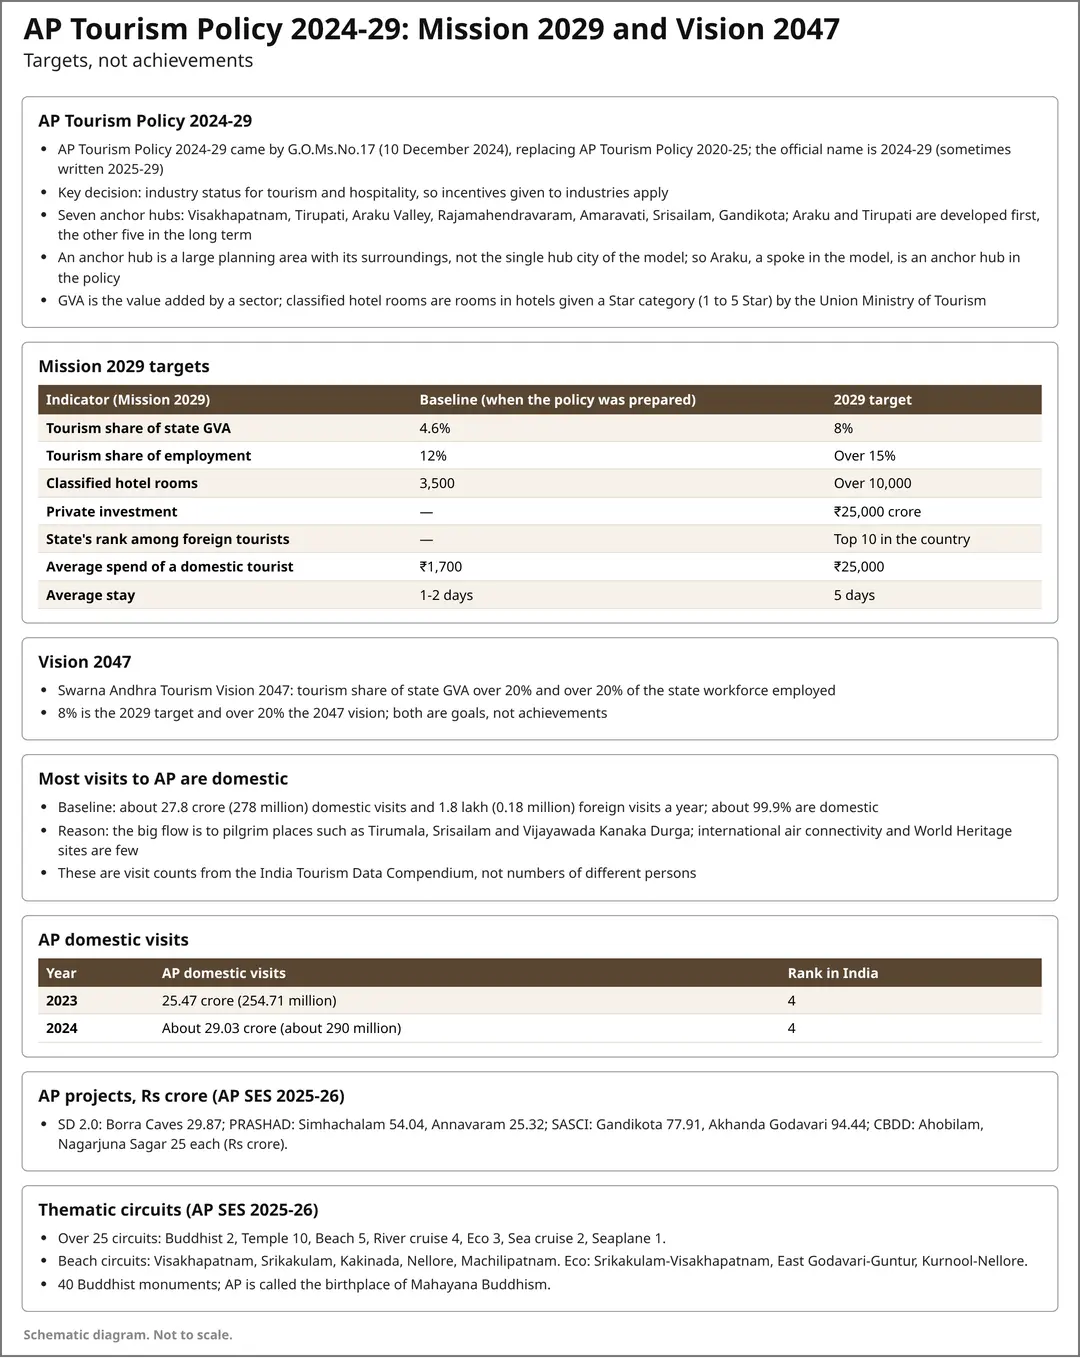 AP Tourism Policy 2024-29: Mission 2029 and Vision 2047
Targets, not achievements
AP Tourism Policy 2024-29
• AP Tourism Policy 2024-29 came by G.O.Ms.No.17 (10 December 2024), replacing AP Tourism Policy 2020-25; the official name is 2024-29 (sometimes
written 2025-29)
• Key decision: industry status for tourism and hospitality, so incentives given to industries apply
• Seven anchor hubs: Visakhapatnam, Tirupati, Araku Valley, Rajamahendravaram, Amaravati, Srisailam, Gandikota; Araku and Tirupati are developed first,
the other five in the long term
• An anchor hub is a large planning area with its surroundings, not the single hub city of the model; so Araku, a spoke in the model, is an anchor hub in
the policy
• GVA is the value added by a sector; classified hotel rooms are rooms in hotels given a Star category (1 to 5 Star) by the Union Ministry of Tourism
Mission 2029 targets
Indicator (Mission 2029) Baseline (when the policy was prepared) 2029 target
Tourism share of state GVA 4.6% 8%
Tourism share of employment 12% Over 15%
Classified hotel rooms 3,500 Over 10,000
Private investment — ₹25,000 crore
State's rank among foreign tourists — Top 10 in the country
Average spend of a domestic tourist ₹1,700 ₹25,000
Average stay 1-2 days 5 days
Vision 2047
• Swarna Andhra Tourism Vision 2047: tourism share of state GVA over 20% and over 20% of the state workforce employed
• 8% is the 2029 target and over 20% the 2047 vision; both are goals, not achievements
Most visits to AP are domestic
• Baseline: about 27.8 crore (278 million) domestic visits and 1.8 lakh (0.18 million) foreign visits a year; about 99.9% are domestic
• Reason: the big flow is to pilgrim places such as Tirumala, Srisailam and Vijayawada Kanaka Durga; international air connectivity and World Heritage
sites are few
• These are visit counts from the India Tourism Data Compendium, not numbers of different persons
AP domestic visits
Year AP domestic visits Rank in India
2023 25.47 crore (254.71 million) 4
2024 About 29.03 crore (about 290 million) 4
AP projects, Rs crore (AP SES 2025-26)
• SD 2.0: Borra Caves 29.87; PRASHAD: Simhachalam 54.04, Annavaram 25.32; SASCI: Gandikota 77.91, Akhanda Godavari 94.44; CBDD: Ahobilam,
Nagarjuna Sagar 25 each (Rs crore).
Thematic circuits (AP SES 2025-26)
• Over 25 circuits: Buddhist 2, Temple 10, Beach 5, River cruise 4, Eco 3, Sea cruise 2, Seaplane 1.
• Beach circuits: Visakhapatnam, Srikakulam, Kakinada, Nellore, Machilipatnam. Eco: Srikakulam-Visakhapatnam, East Godavari-Guntur, Kurnool-Nellore.
• 40 Buddhist monuments; AP is called the birthplace of Mahayana Buddhism.
Schematic diagram. Not to scale.